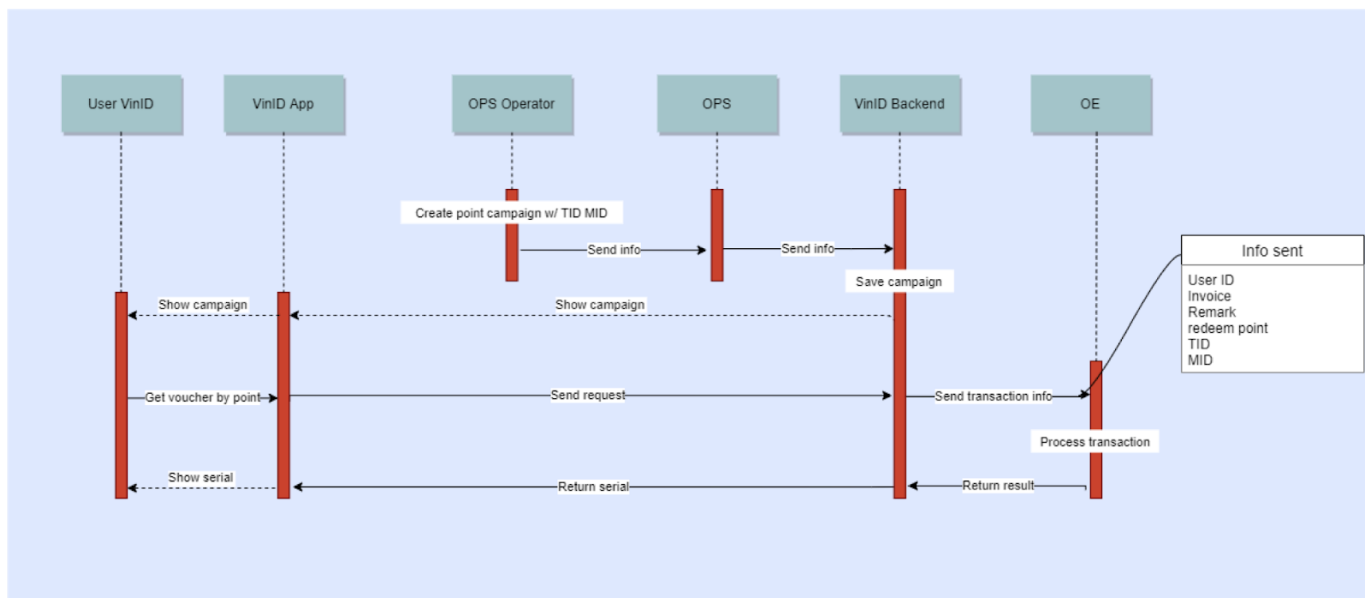 User VinID
VinID App
OPS Operator
OPS
VinID Backend
OE
Create point campaign w/ TID MID
Send info
Send info
Info sent
User ID
Invoice
Remark
redeem point
TID
MID
Save campaign
Show campaign
Show campaign
Get voucher by point
Send request
Send transaction info
Process transaction
Show serial
Return serial
Return result